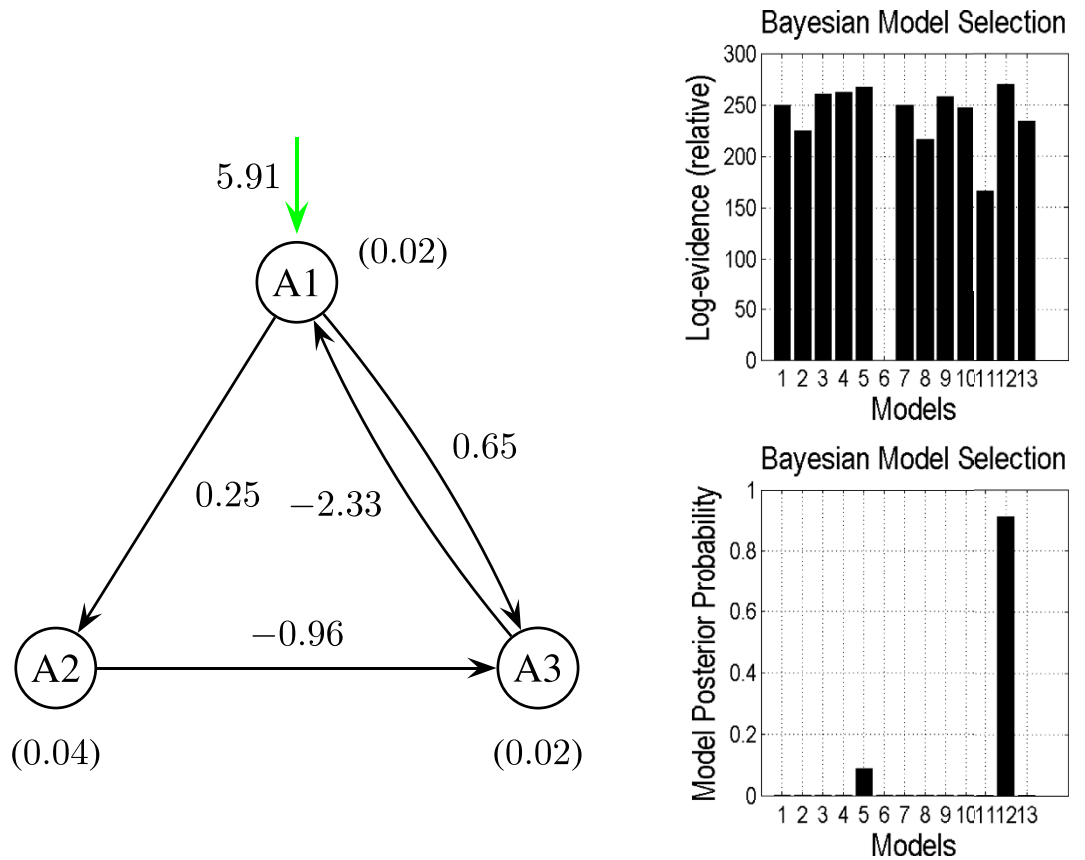 5.91
(0.02)
A1
0.65
0.25
−2.33
−0.96
A2
A3
(0.04)
(0.02)
Bayesian Model Selection
Log-evidence (relative)
300
250
200
150
100
50
0
1 2 3 4 5 6 7 8 9 10 11 12 13
Models
Bayesian Model Selection
Model Posterior Probability
1
0.8
0.6
0.4
0.2
0
1 2 3 4 5 6 7 8 9 10 11 12 13
Models